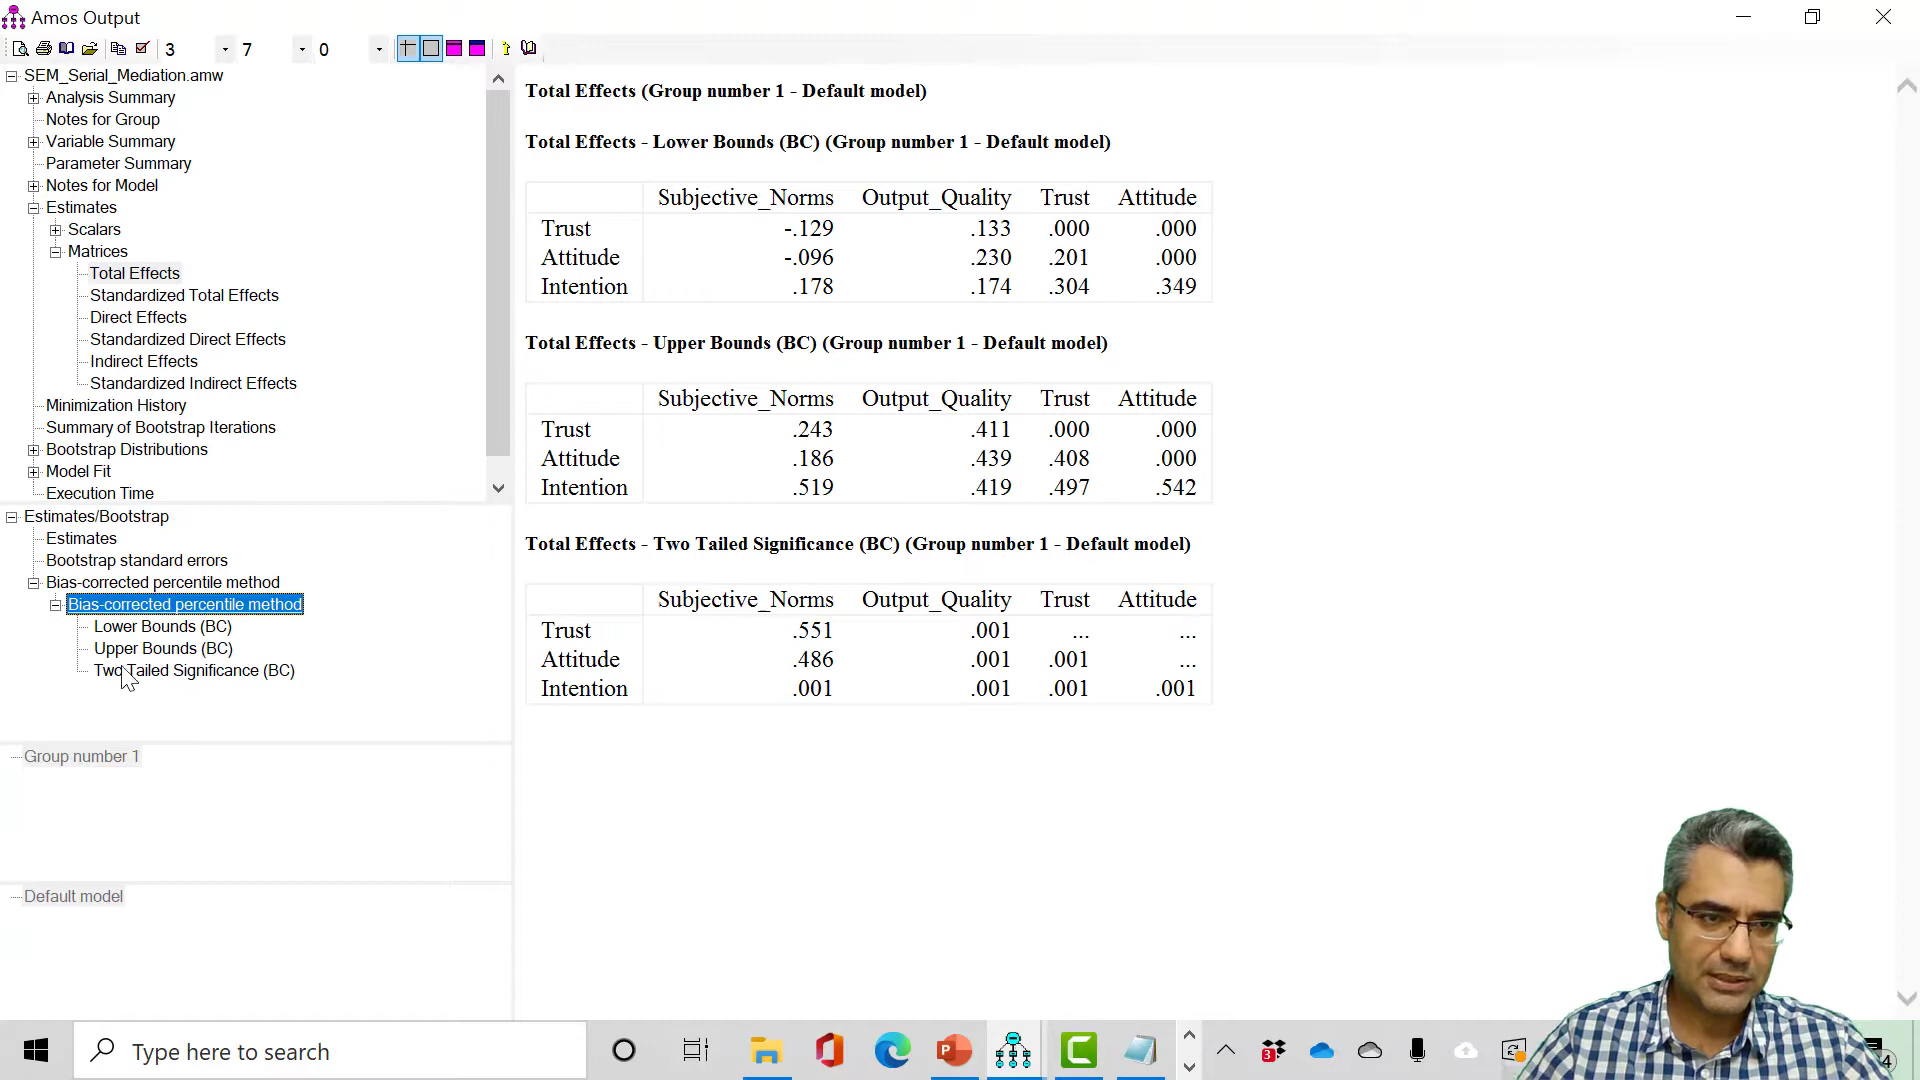 Amos Output
3 7 0
SEM_Serial_Mediation.amw
Analysis Summary
Notes for Group
Variable Summary
Parameter Summary
Notes for Model
Estimates
Scalars
Matrices
Total Effects
Standardized Total Effects
Direct Effects
Standardized Direct Effects
Indirect Effects
Standardized Indirect Effects
Minimization History
Summary of Bootstrap Iterations
Bootstrap Distributions
Model Fit
Execution Time
Estimates/Bootstrap
Estimates
Bootstrap standard errors
Bias-corrected percentile method
Bias-corrected percentile method
Lower Bounds (BC)
Upper Bounds (BC)
Two Tailed Significance (BC)
Group number 1
Default model
Total Effects (Group number 1 - Default model)
Total Effects - Lower Bounds (BC) (Group number 1 - Default model)
Subjective_Norms Output_Quality Trust Attitude
Trust -.129 .133 .000 .000
Attitude -.096 .230 .201 .000
Intention .178 .174 .304 .349
Total Effects - Upper Bounds (BC) (Group number 1 - Default model)
Subjective_Norms Output_Quality Trust Attitude
Trust .243 .411 .000 .000
Attitude .186 .439 .408 .000
Intention .519 .419 .497 .542
Total Effects - Two Tailed Significance (BC) (Group number 1 - Default model)
Subjective_Norms Output_Quality Trust Attitude
Trust .551 .001 ... ...
Attitude .486 .001 .001 ...
Intention .001 .001 .001 .001
Type here to search
3
4